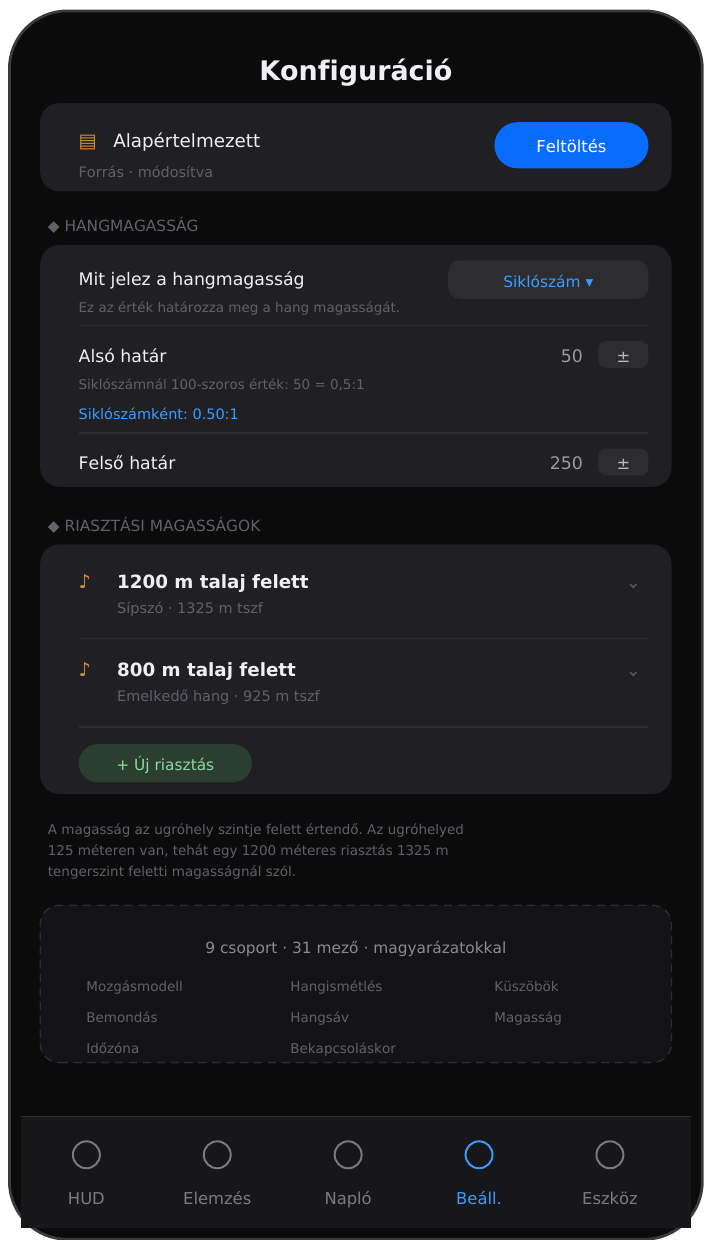 Konfiguráció
Alapértelmezett
Feltöltés
Forrás · módosítva
◆ HANGMAGASSÁG
Mit jelez a hangmagasság
Siklószám ▾
Ez az érték határozza meg a hang magasságát.
Alsó határ 50 ±
Siklószámnál 100-szoros érték: 50 = 0,5:1
Siklószámként: 0.50:1
Felső határ 250 ±
◆ RIASZTÁSI MAGASSÁGOK
♪ 1200 m talaj felett
Sípszó · 1325 m tszf
♪ 800 m talaj felett
Emelkedő hang · 925 m tszf
+ Új riasztás
A magasság az ugróhely szintje felett értendő. Az ugróhelyed
125 méteren van, tehát egy 1200 méteres riasztás 1325 m
tengerszint feletti magasságnál szól.
9 csoport · 31 mező · magyarázatokkal
Mozgásmodell Hangismétlés Küszöbök
Bemondás Hangsáv Magasság
Időzóna Bekapcsoláskor
HUD Elemzés Napló Beáll. Eszköz